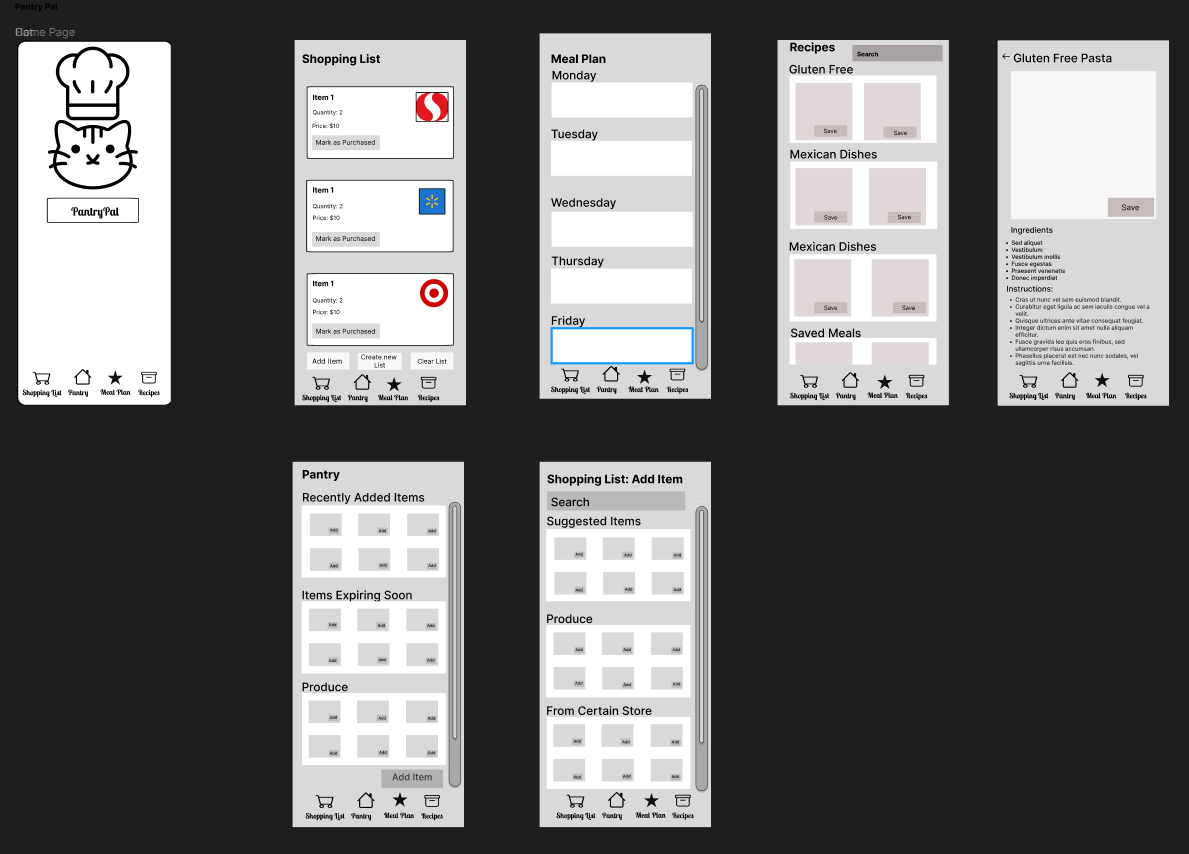 Pantry Pal
Home Page
PantryPal
Shopping List
Pantry
Meal Plan
Recipes
Shopping List
Item 1
Quantity: 2
Price: $10
Mark as Purchased
Item 1
Quantity: 2
Price: $10
Mark as Purchased
Item 1
Quantity: 2
Price: $10
Mark as Purchased
Add Item
Create new
List
Clear List
Shopping List
Pantry
Meal Plan
Recipes
Meal Plan
Monday
Tuesday
Wednesday
Thursday
Friday
Shopping List
Pantry
Meal Plan
Recipes
Recipes
Search
Gluten Free
Save
Save
Mexican Dishes
Save
Save
Mexican Dishes
Save
Save
Saved Meals
Shopping List
Pantry
Meal Plan
Recipes
Gluten Free Pasta
Save
Ingredients
Sed aliquet
Vestibulum
Vestibulum mollis
Fusce egestas
Praesent venenatis
Donec imperdiet
Instructions:
Cras ut nunc vel sem euismod blandit.
Curabitur eget ligula ac sem iaculis congue vel a
velit.
Quisque ultrices ante vitae consequat feugiat.
Integer dictum enim sit amet nulla aliquam
efficitur.
Fusce gravida leo quis eros finibus, sed
ullamcorper risus accumsan.
Phasellus placerat est nec nunc sodales, vel
sagittis urna facilisis.
Shopping List
Pantry
Meal Plan
Recipes
Pantry
Recently Added Items
Add
Add
Add
Add
Add
Add
Items Expiring Soon
Add
Add
Add
Add
Add
Add
Produce
Add
Add
Add
Add
Add
Add
Add Item
Shopping List
Pantry
Meal Plan
Recipes
Shopping List: Add Item
Search
Suggested Items
Add
Add
Add
Add
Add
Add
Produce
Add
Add
Add
Add
Add
Add
From Certain Store
Add
Add
Add
Add
Add
Add
Shopping List
Pantry
Meal Plan
Recipes